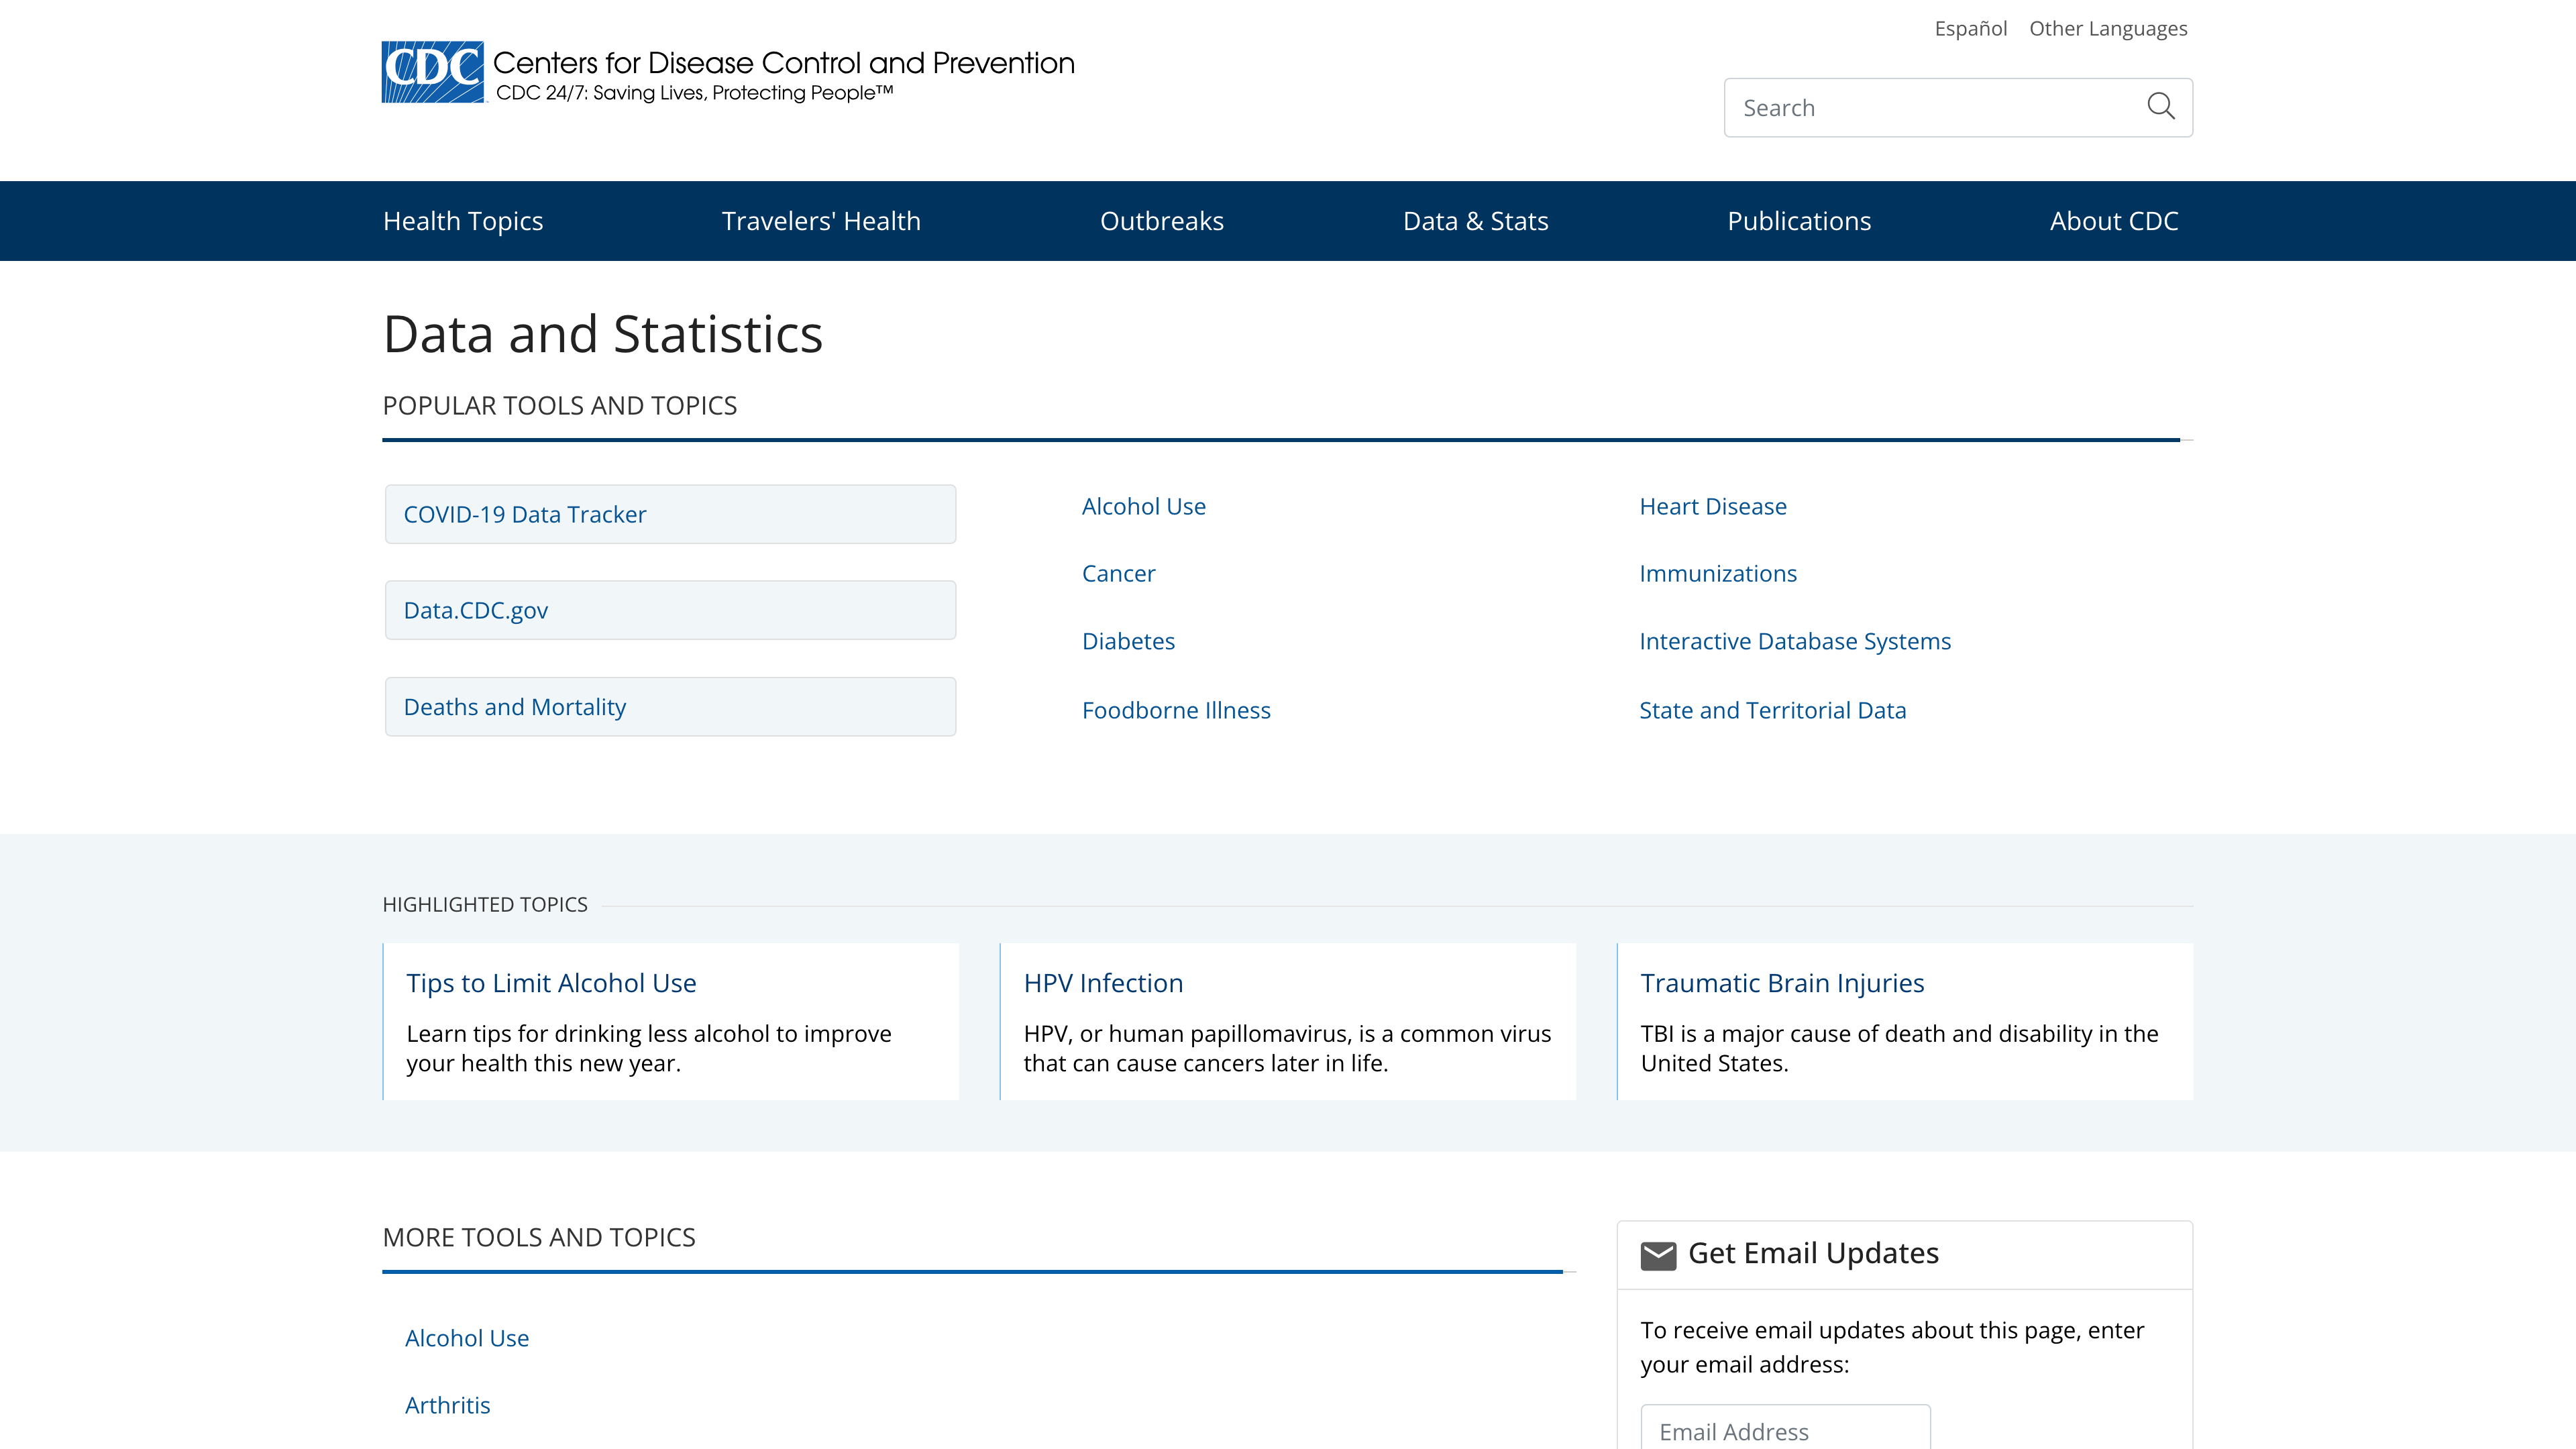 Español Other Languages
CDC Centers for Disease Control and Prevention
CDC 24/7: Saving Lives, Protecting People™
Search
Health Topics Travelers' Health Outbreaks Data & Stats Publications About CDC
Data and Statistics
POPULAR TOOLS AND TOPICS
COVID-19 Data Tracker
Data.CDC.gov
Deaths and Mortality
Alcohol Use
Cancer
Diabetes
Foodborne Illness
Heart Disease
Immunizations
Interactive Database Systems
State and Territorial Data
HIGHLIGHTED TOPICS
Tips to Limit Alcohol Use
Learn tips for drinking less alcohol to improve
your health this new year.
HPV Infection
HPV, or human papillomavirus, is a common virus
that can cause cancers later in life.
Traumatic Brain Injuries
TBI is a major cause of death and disability in the
United States.
MORE TOOLS AND TOPICS
Alcohol Use
Arthritis
Get Email Updates
To receive email updates about this page, enter
your email address:
Email Address